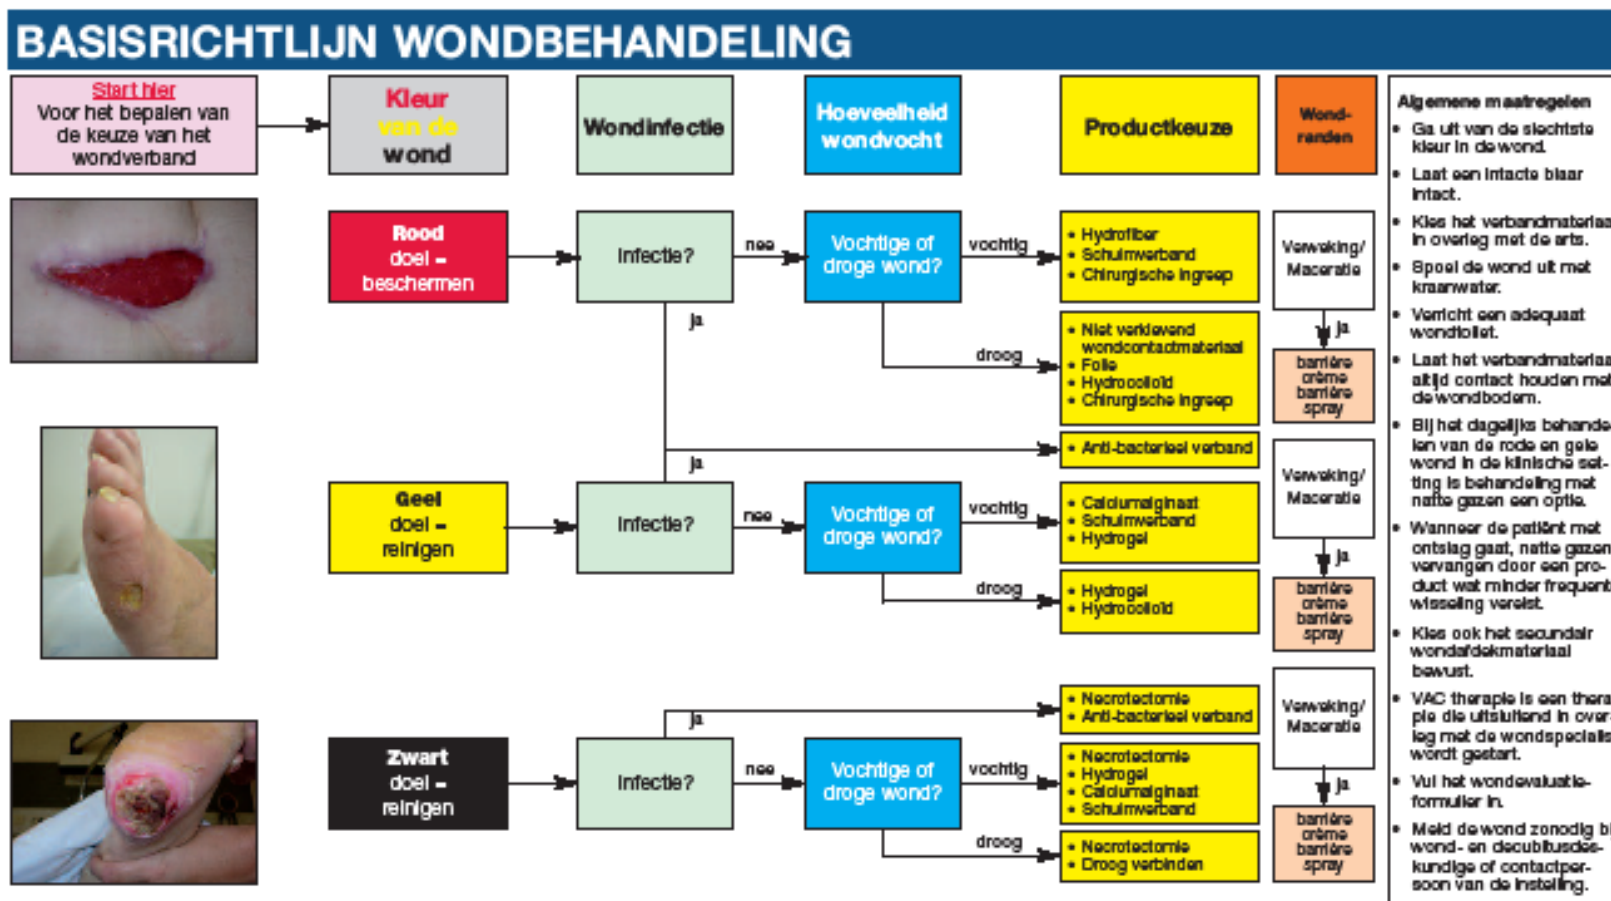 BASISRICHTLIJN WONDBEHANDELING
Start hier
Voor het bepalen van
de keuze van het
wondverband
Kleur
van de
wond
Wondinfectie
Hoeveelheid
wondvocht
Productkeuze
Wond-
randen
Rood
doel –
beschermen
Infectie?
nee
ja
Vochtige of
droge wond?
vochtig
droog
• Hydrofiber
• Schuimverband
• Chirurgische ingreep
• Niet verklevend
wondcontactmateriaal
• Folie
• Hydrocolloïd
• Chirurgische ingreep
Verweking/
Maceratie
ja
barrière
crème
barrière
spray
• Anti-bacterieel verband
ja
Geel
doel –
reinigen
Infectie?
nee
Vochtige of
droge wond?
vochtig
droog
• Calciumalginaat
• Schuimverband
• Hydrogel
• Hydrogel
• Hydrocolloïd
Verweking/
Maceratie
ja
barrière
crème
barrière
spray
Zwart
doel –
reinigen
Infectie?
ja
nee
Vochtige of
droge wond?
vochtig
droog
• Necrotectomie
• Anti-bacterieel verband
• Necrotectomie
• Hydrogel
• Calciumalginaat
• Schuimverband
• Necrotectomie
• Droog verbinden
Verweking/
Maceratie
ja
barrière
crème
barrière
spray
Algemene maatregelen
• Ga uit van de slechtste
kleur in de wond.
• Laat een intacte blaar
intact.
• Kies het verbandmateriaa
in overleg met de arts.
• Spoel de wond uit met
kraanwater.
• Verricht een adequaat
wondtoilet.
• Laat het verbandmateriaa
altijd contact houden met
de wondbodem.
• Bij het dagelijks behande
len van de rode en gele
wond in de klinische set-
ting is behandeling met
natte gazen een optie.
• Wanneer de patiënt met
ontslag gaat, natte gazen
vervangen door een pro-
duct wat minder frequent
wisseling vereist.
• Kies ook het secundair
wondafdekmateriaal
bewust.
• VAC therapie is een thera
pie die uitsluitend in over
leg met de wondspecialis
wordt gestart.
• Vul het wondevaluatie-
formulier in.
• Meld de wond zonodig bi
wond- en decubitusdes-
kundige of contactper-
soon van de instelling.